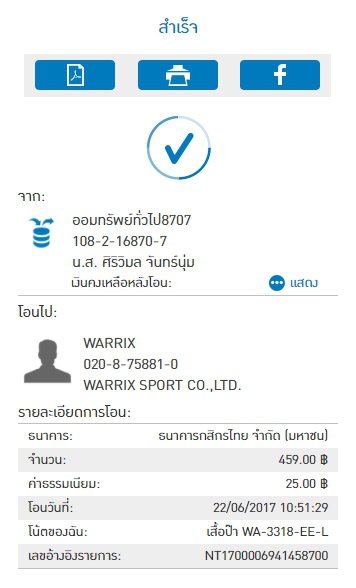 สำเร็จ
จาก:
ออมทรัพย์ทั่วไป8707
108-2-16870-7
น.ส. ศิริวิมล จันทร์นุ่ม
เงินคงเหลือหลังโอน: แสดง
โอนไป:
WARRIX
020-8-75881-0
WARRIX SPORT CO.,LTD.
รายละเอียดการโอน:
ธนาคาร: ธนาคารกสิกรไทย จำกัด (มหาชน)
จำนวน: 459.00 ฿
ค่าธรรมเนียม: 25.00 ฿
โอนวันที่: 22/06/2017 10:51:29
โน้ตของฉัน: เสื้อป๊า WA-3318-EE-L
เลขอ้างอิงรายการ: NT1700006941458700